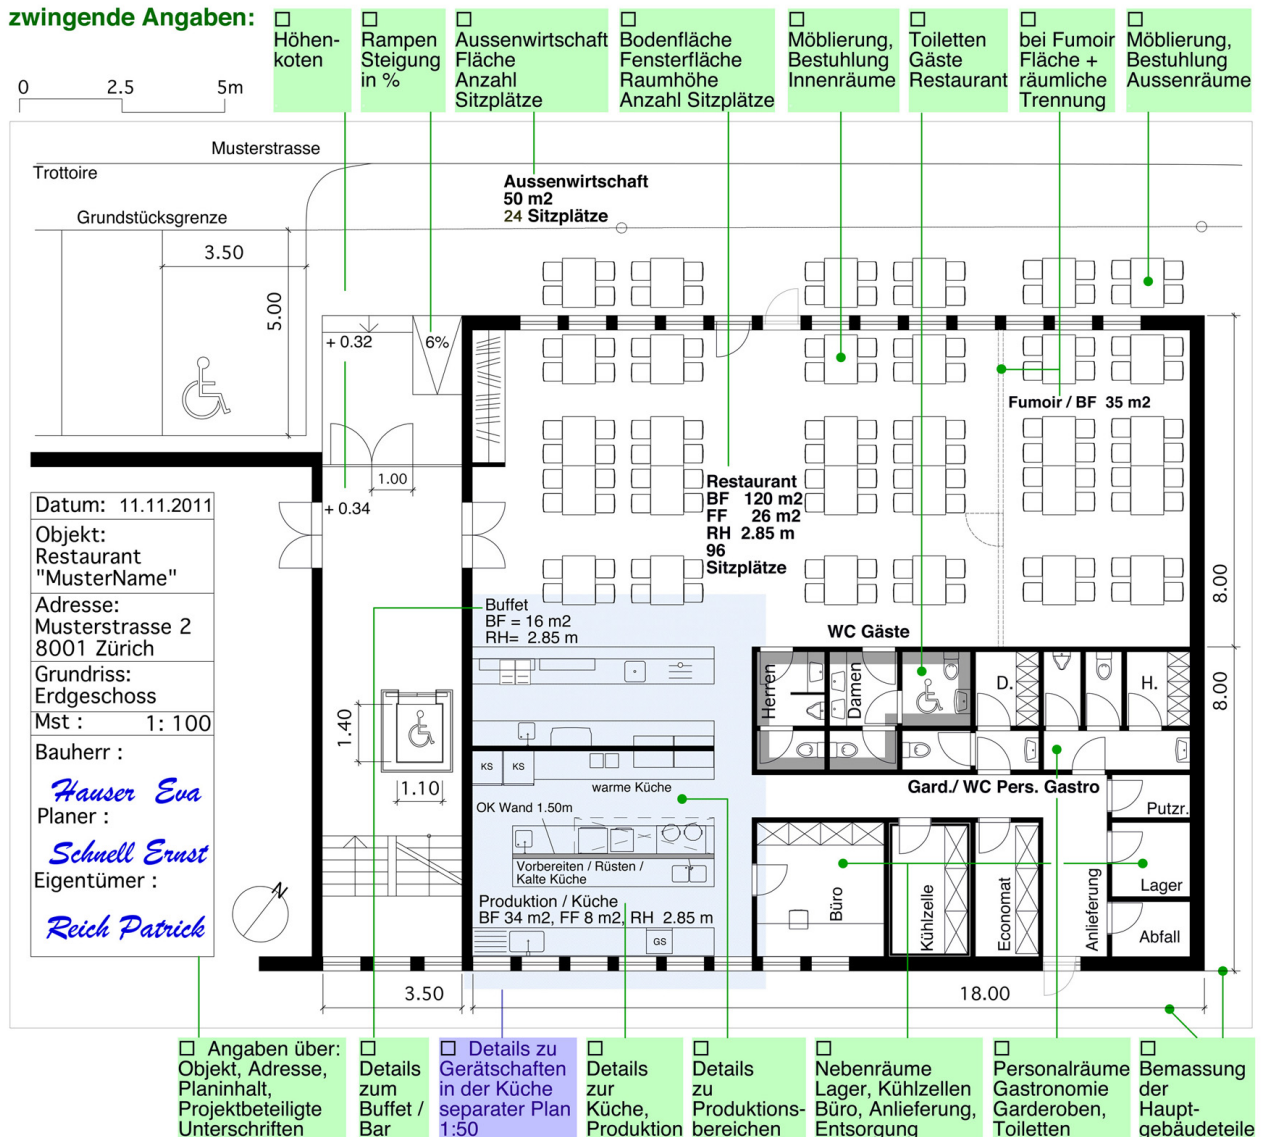 zwingende Angaben:
0 2.5 5m
☐
Höhen-
koten
☐
Rampen
Steigung
in %
☐
Aussenwirtschaft
Fläche
Anzahl
Sitzplätze
☐
Bodenfläche
Fensterfläche
Raumhöhe
Anzahl Sitzplätze
☐
Möblierung,
Bestuhlung
Innenräume
☐
Toiletten
Gäste
Restaurant
☐
bei Fumoir
Fläche +
räumliche
Trennung
☐
Möblierung,
Bestuhlung
Aussenräume
Musterstrasse
Trottoire
Grundstücksgrenze
3.50
5.00
Aussenwirtschaft
50 m2
24 Sitzplätze
+ 0.32
6%
1.00
+ 0.34
Fumoir / BF 35 m2
Restaurant
BF 120 m2
FF 26 m2
RH 2.85 m
96
Sitzplätze
Datum: 11.11.2011
Objekt:
Restaurant
"MusterName"
Adresse:
Musterstrasse 2
8001 Zürich
Grundriss:
Erdgeschoss
Mst : 1: 100
Bauherr :
Hauser Eva
Planer :
Schnell Ernst
Eigentümer :
Reich Patrick
N
1.40
1.10
Buffet
BF = 16 m2
RH= 2.85 m
KS KS
warme Küche
OK Wand 1.50m
Vorbereiten / Rüsten /
Kalte Küche
Produktion / Küche
BF 34 m2, FF 8 m2, RH 2.85 m
GS
WC Gäste
Herren
Damen
D.
H.
Gard./ WC Pers. Gastro
Büro
Kühlzelle
Economat
Anlieferung
Putzr.
Lager
Abfall
8.00
8.00
3.50
18.00
☐ Angaben über:
Objekt, Adresse,
Planinhalt,
Projektbeteiligte
Unterschriften
☐
Details
zum
Buffet /
Bar
☐ Details zu
Gerätschaften
in der Küche
separater Plan
1:50
☐
Details
zur
Küche,
Produktion
☐
Details
zu
Produktions-
bereichen
☐
Nebenräume
Lager, Kühlzellen
Büro, Anlieferung,
Entsorgung
☐
Personalräume
Gastronomie
Garderoben,
Toiletten
☐
Bemassung
der
Haupt-
gebäudeteile